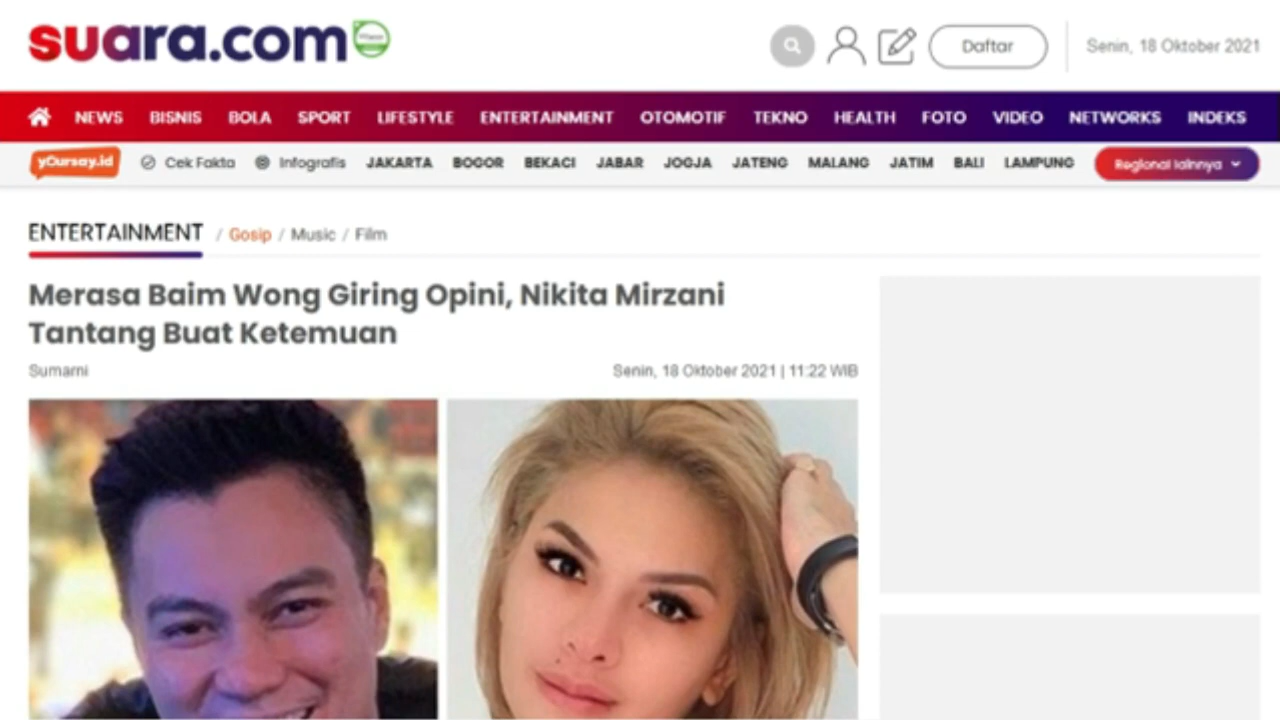 suara.com
Daftar
Senin, 18 Oktober 2021
NEWS BISNIS BOLA SPORT LIFESTYLE ENTERTAINMENT OTOMOTIF TEKNO HEALTH FOTO VIDEO NETWORKS INDEKS
yoursay.id Cek Fakta Infografis JAKARTA BOGOR BEKACI JABAR JOGJA JATENG MALANG JATIM BALI LAMPUNG Regional lainnya
ENTERTAINMENT / Gosip / Music / Film
Merasa Baim Wong Giring Opini, Nikita Mirzani
Tantang Buat Ketemuan
Sumarni
Senin, 18 Oktober 2021 | 11:22 WIB